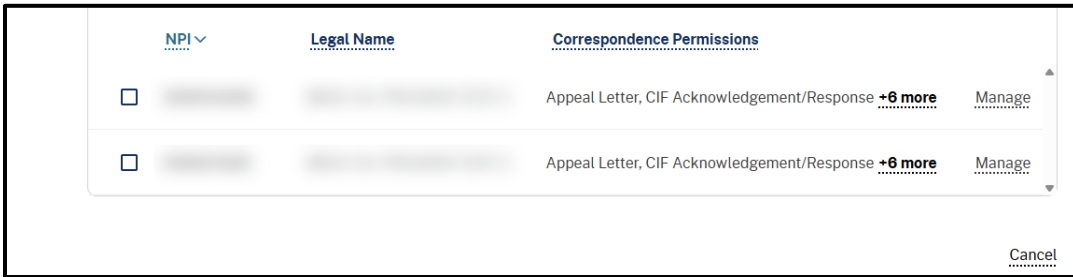 NPI Legal Name Correspondence Permissions
Appeal Letter, CIF Acknowledgement/Response +6 more Manage
Appeal Letter, CIF Acknowledgement/Response +6 more Manage
Cancel